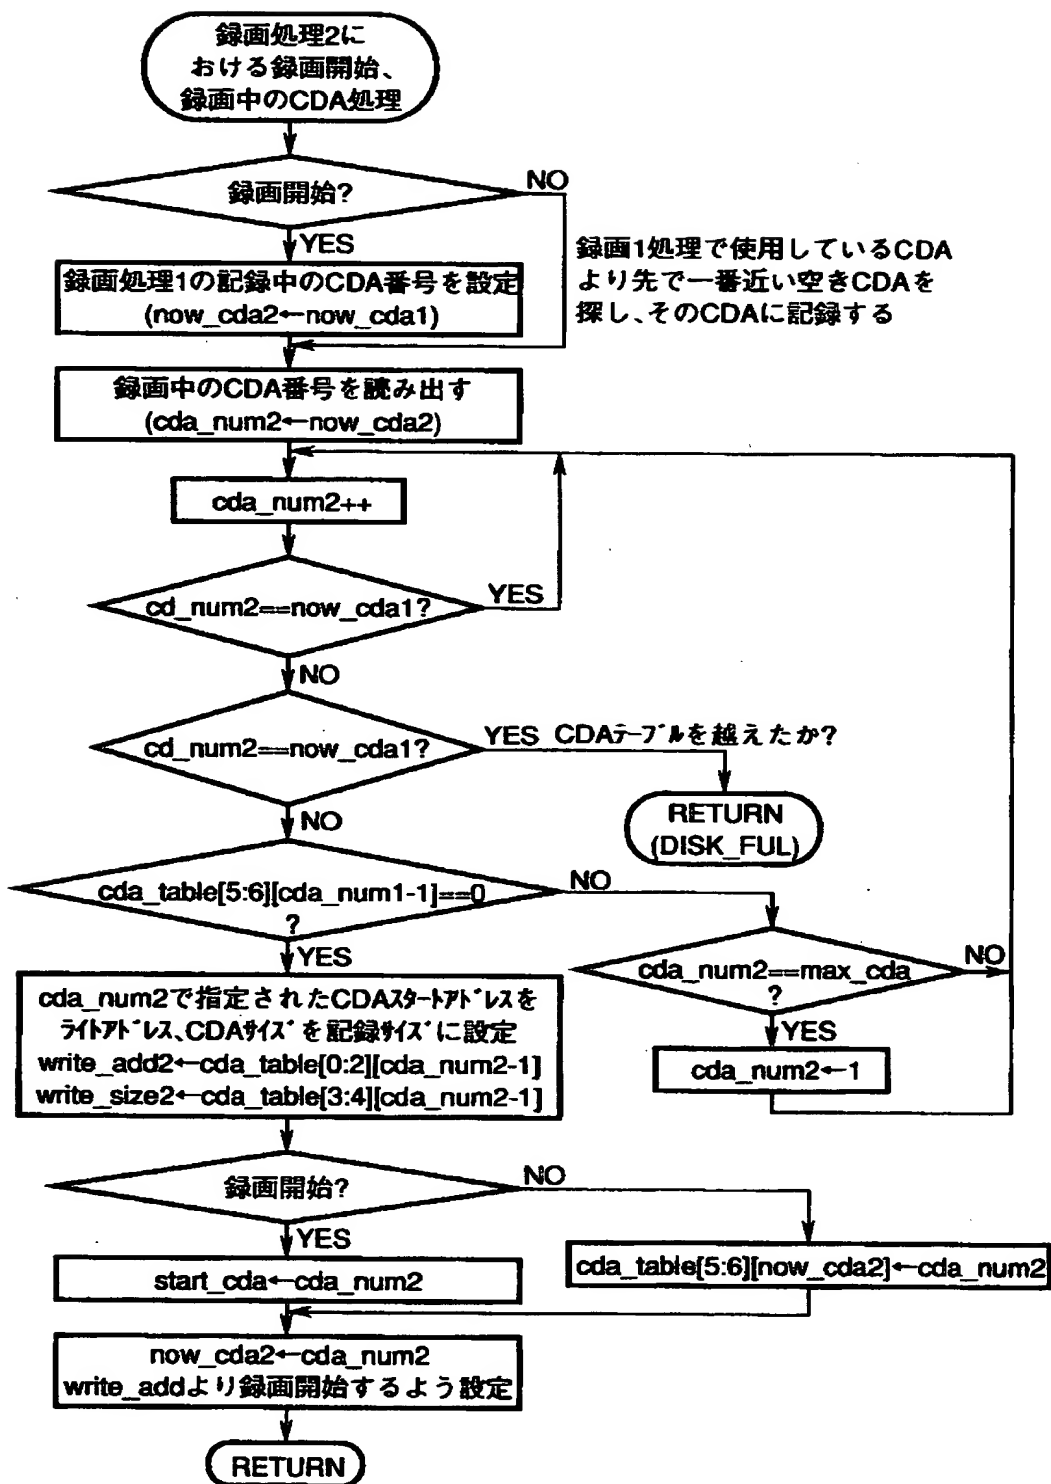 録画処理2に
おける録画開始、
録画中のCDA処理
録画開始?
NO
YES
録画1処理で使用しているCDA
より先で一番近い空きCDAを
探し、そのCDAに記録する
録画処理1の記録中のCDA番号を設定
(now_cda2←now_cda1)
録画中のCDA番号を読み出す
(cda_num2←now_cda2)
cda_num2++
cd_num2==now_cda1?
YES
NO
cd_num2==now_cda1?
YES CDAテーブルを越えたか?
RETURN
(DISK_FUL)
NO
cda_table[5:6][cda_num1-1]==0
?
NO
YES
cda_num2==max_cda
?
NO
YES
cda_num2←1
cda_num2で指定されたCDAスタートアドレスを
ライトアドレス、CDAサイズを記録サイズに設定
write_add2←cda_table[0:2][cda_num2-1]
write_size2←cda_table[3:4][cda_num2-1]
録画開始?
NO
YES
start_cda←cda_num2
cda_table[5:6][now_cda2]←cda_num2
now_cda2←cda_num2
write_addより録画開始するよう設定
RETURN